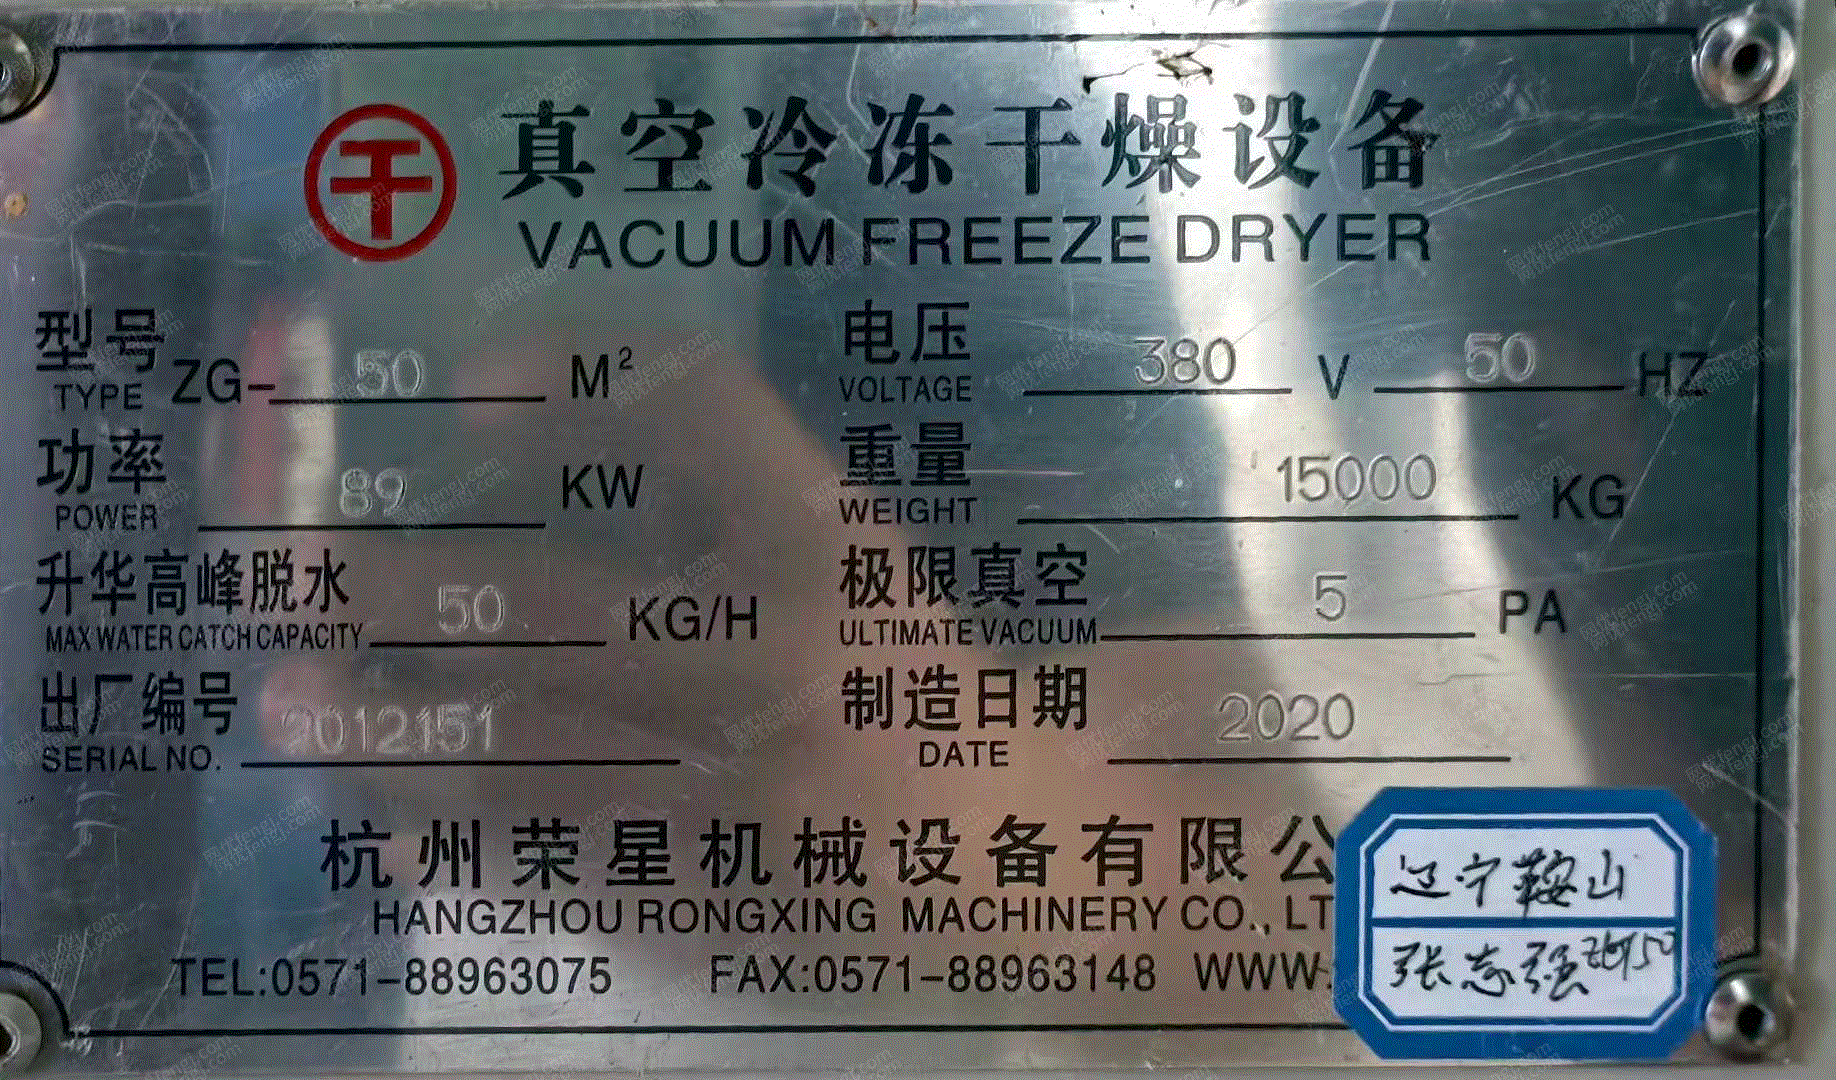 干 真空冷冻干燥设备
VACUUM FREEZE DRYER
型号 TYPE ZG-50 M²
电压 VOLTAGE 380 V 50 HZ
功率 POWER 89 KW
重量 WEIGHT 15000 KG
升华高峰脱水 MAX WATER CATCH CAPACITY 50 KG/H
极限真空 ULTIMATE VACUUM 5 PA
出厂编号 SERIAL NO. 2012151
制造日期 DATE 2020
杭州荣星机械设备有限公
HANGZHOU RONGXING MACHINERY CO., LT
TEL:0571-88963075 FAX:0571-88963148 WWW.
辽宁鞍山
张志强